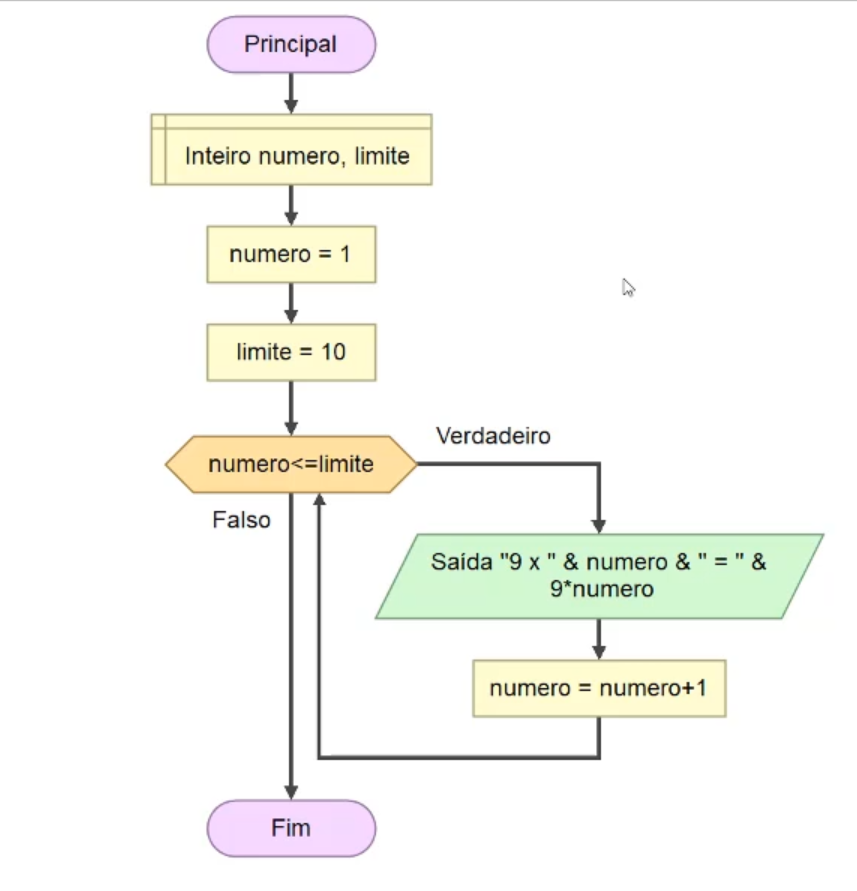 Principal
Inteiro numero, limite
numero = 1
limite = 10
Verdadeiro
numero<=limite
Falso
Saída "9 x " & numero & " = " &
9*numero
numero = numero+1
Fim